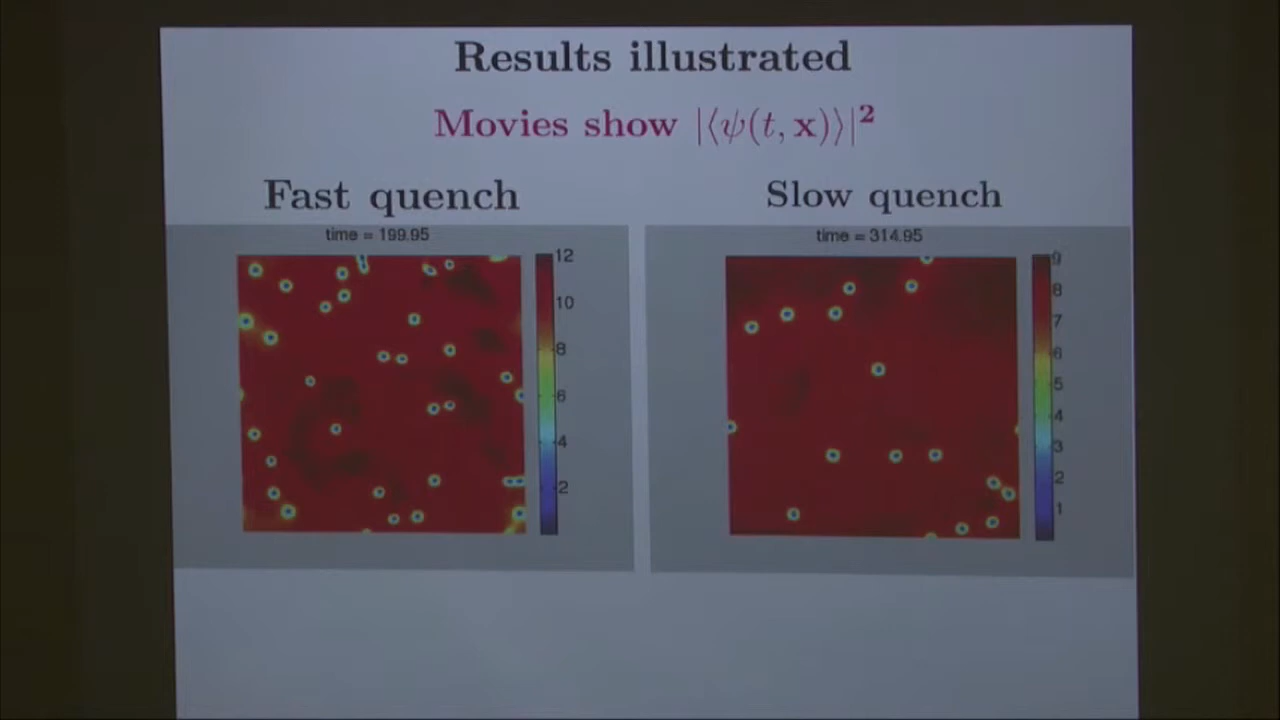 Results illustrated
Movies show |⟨ψ(t, x)⟩|²
Fast quench
Slow quench
time = 199.95
time = 314.95
12
10
8
6
4
2
9
8
7
6
5
4
3
2
1